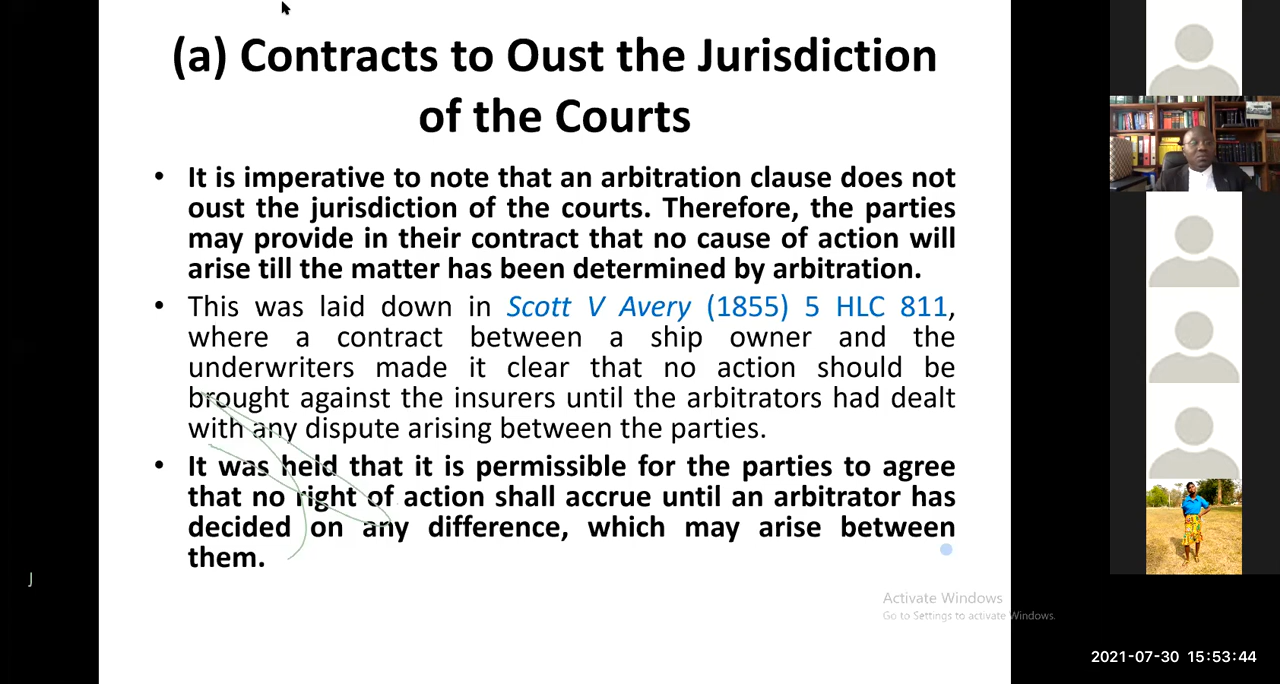 (a) Contracts to Oust the Jurisdiction
of the Courts
• It is imperative to note that an arbitration clause does not
oust the jurisdiction of the courts. Therefore, the parties
may provide in their contract that no cause of action will
arise till the matter has been determined by arbitration.
• This was laid down in Scott V Avery (1855) 5 HLC 811,
where a contract between a ship owner and the
underwriters made it clear that no action should be
brought against the insurers until the arbitrators had dealt
with any dispute arising between the parties.
• It was held that it is permissible for the parties to agree
that no right of action shall accrue until an arbitrator has
decided on any difference, which may arise between
them.
J
Activate Windows
Go to Settings to activate Windows.
2021-07-30 15:53:44